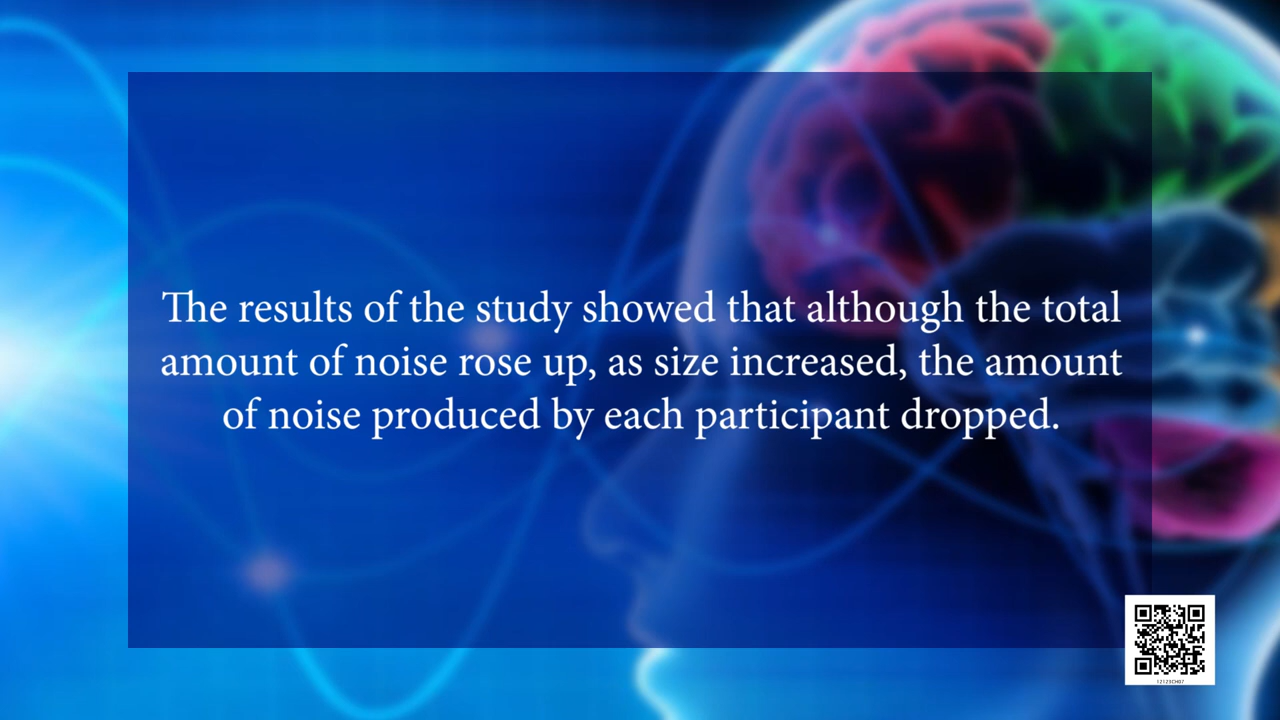 The results of the study showed that although the total
amount of noise rose up, as size increased, the amount
of noise produced by each participant dropped.
12123CH07